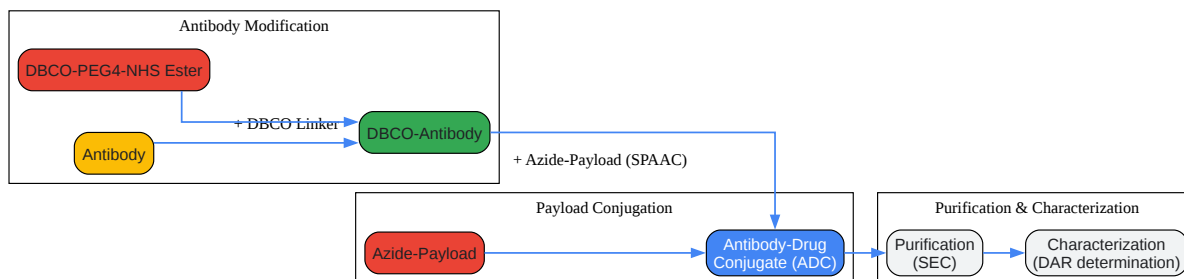 Antibody Modification
DBCO-PEG4-NHS Ester
+ DBCO Linker
DBCO-Antibody
Antibody
+ Azide-Payload (SPAAC)
Payload Conjugation
Azide-Payload
Antibody-Drug
Conjugate (ADC)
Purification & Characterization
Purification
(SEC)
Characterization
(DAR determination)